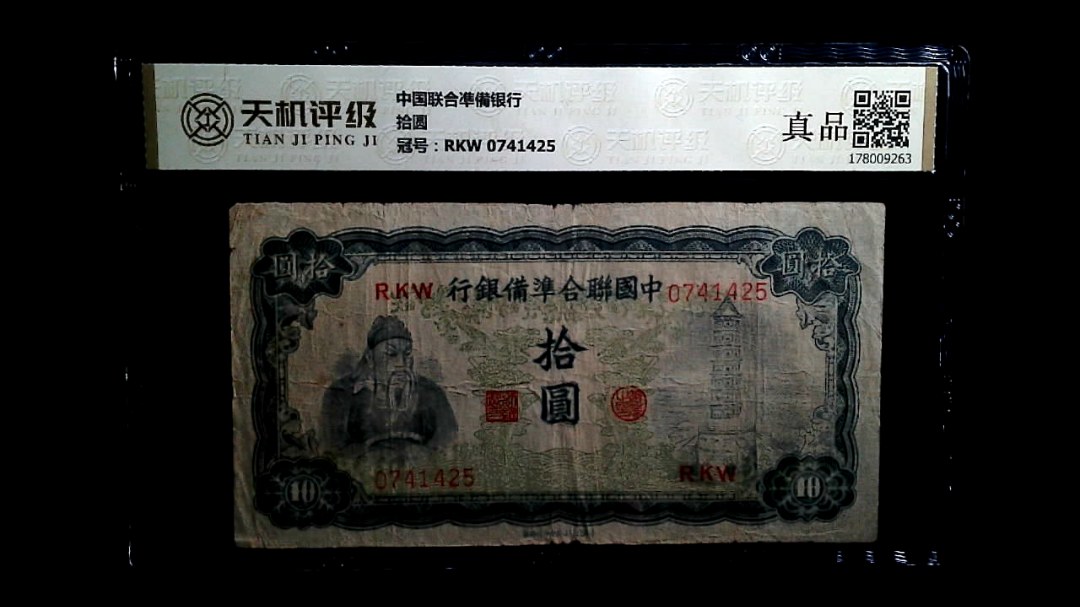 天机评级
TIAN JI PING JI
中国联合準備银行
拾圆
冠号：RKW 0741425
真品
178009263
圓拾
圓拾
RKW 行銀備準合聯國中 0741425
拾
圓
0741425
RKW
10
10